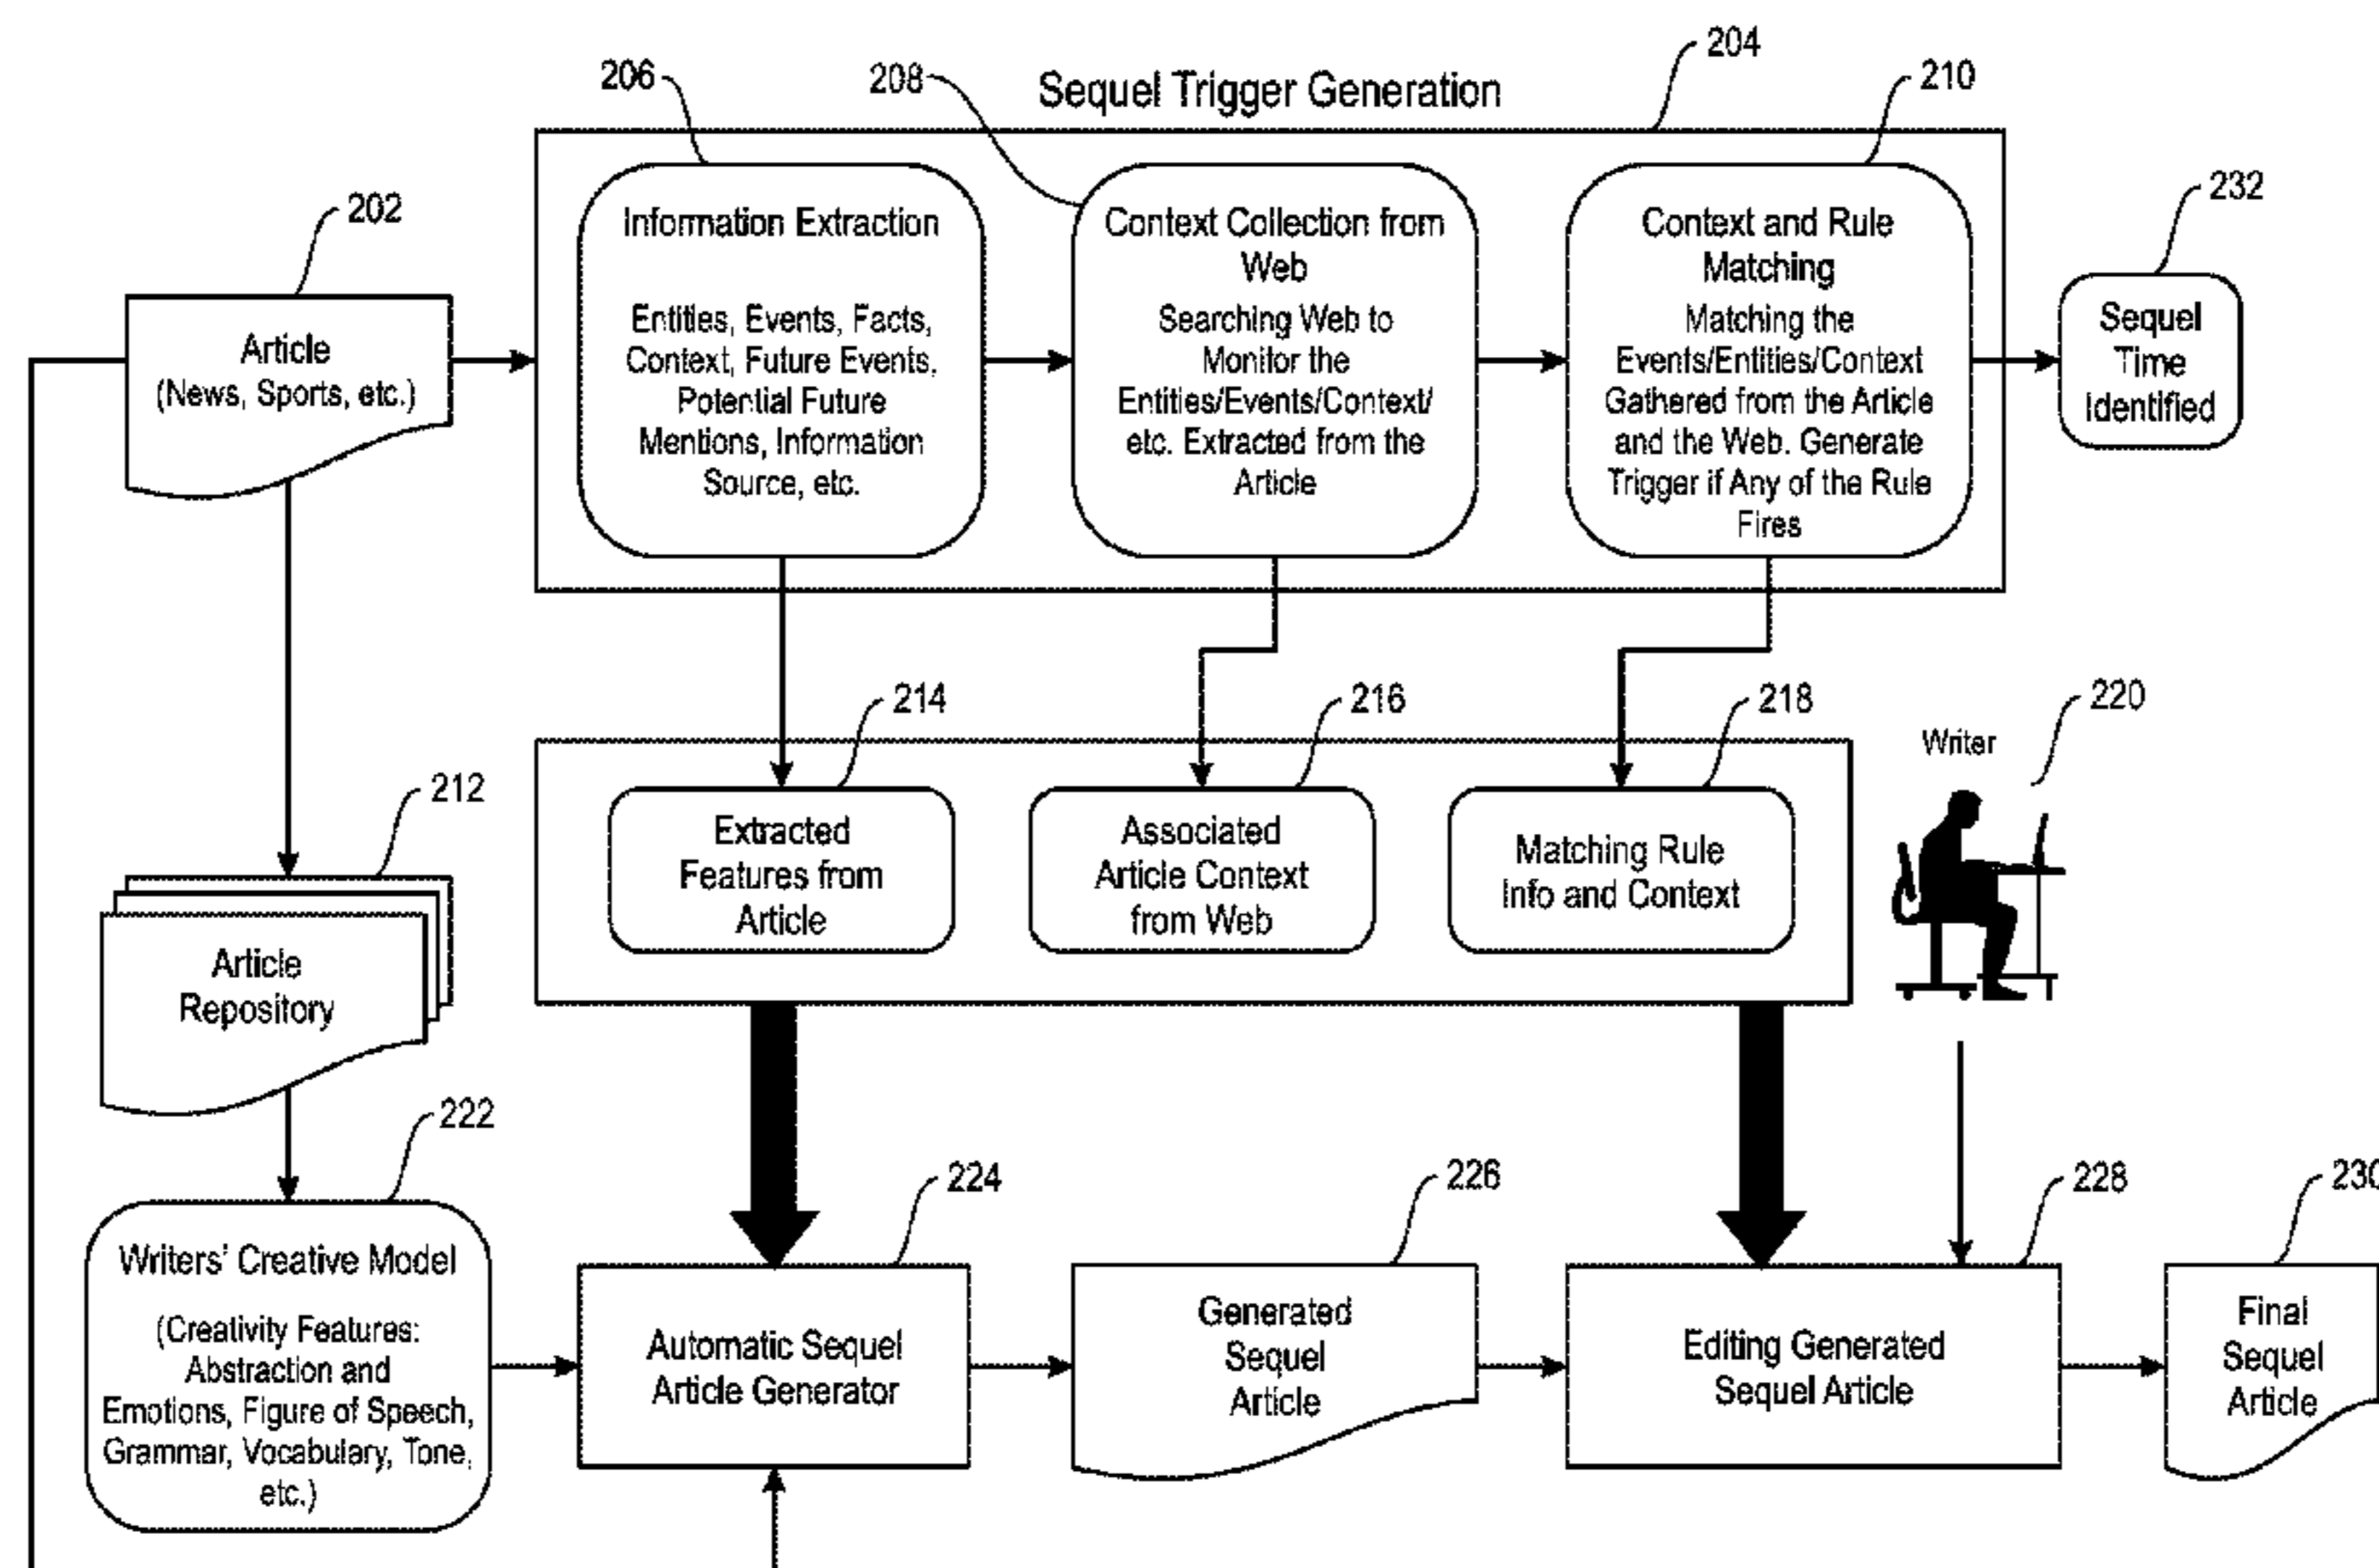 204
206
208
Sequel Trigger Generation
210
202
232
Information Extraction
Entities, Events, Facts,
Context, Future Events,
Potential Future
Mentions, Information
Source, etc.
Context Collection from
Web
Searching Web to
Monitor the
Entities/Events/Context/
etc. Extracted from the
Article
Context and Rule
Matching
Matching the
Events/Entities/Context
Gathered from the Article
and the Web. Generate
Trigger if Any of the Rule
Fires
Sequel
Time
Identified
Article
(News, Sports, etc.)
214
216
218
220
Writer
212
Extracted
Features from
Article
Associated
Article Context
from Web
Matching Rule
Info and Context
Article
Repository
222
224
226
228
230
Writers' Creative Model
(Creativity Features:
Abstraction and
Emotions, Figure of Speech,
Grammar, Vocabulary, Tone,
etc.)
Automatic Sequel
Article Generator
Generated
Sequel
Article
Editing Generated
Sequel Article
Final
Sequel
Article